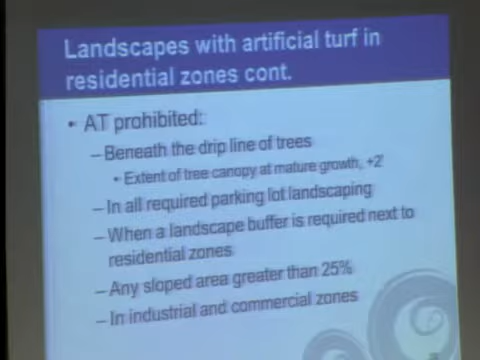 Landscapes with artificial turf in
residential zones cont.
• AT prohibited:
– Beneath the drip line of trees
• Extent of tree canopy at mature growth, +2'
– In all required parking lot landscaping
– When a landscape buffer is required next to
residential zones
– Any sloped area greater than 25%
– In industrial and commercial zones